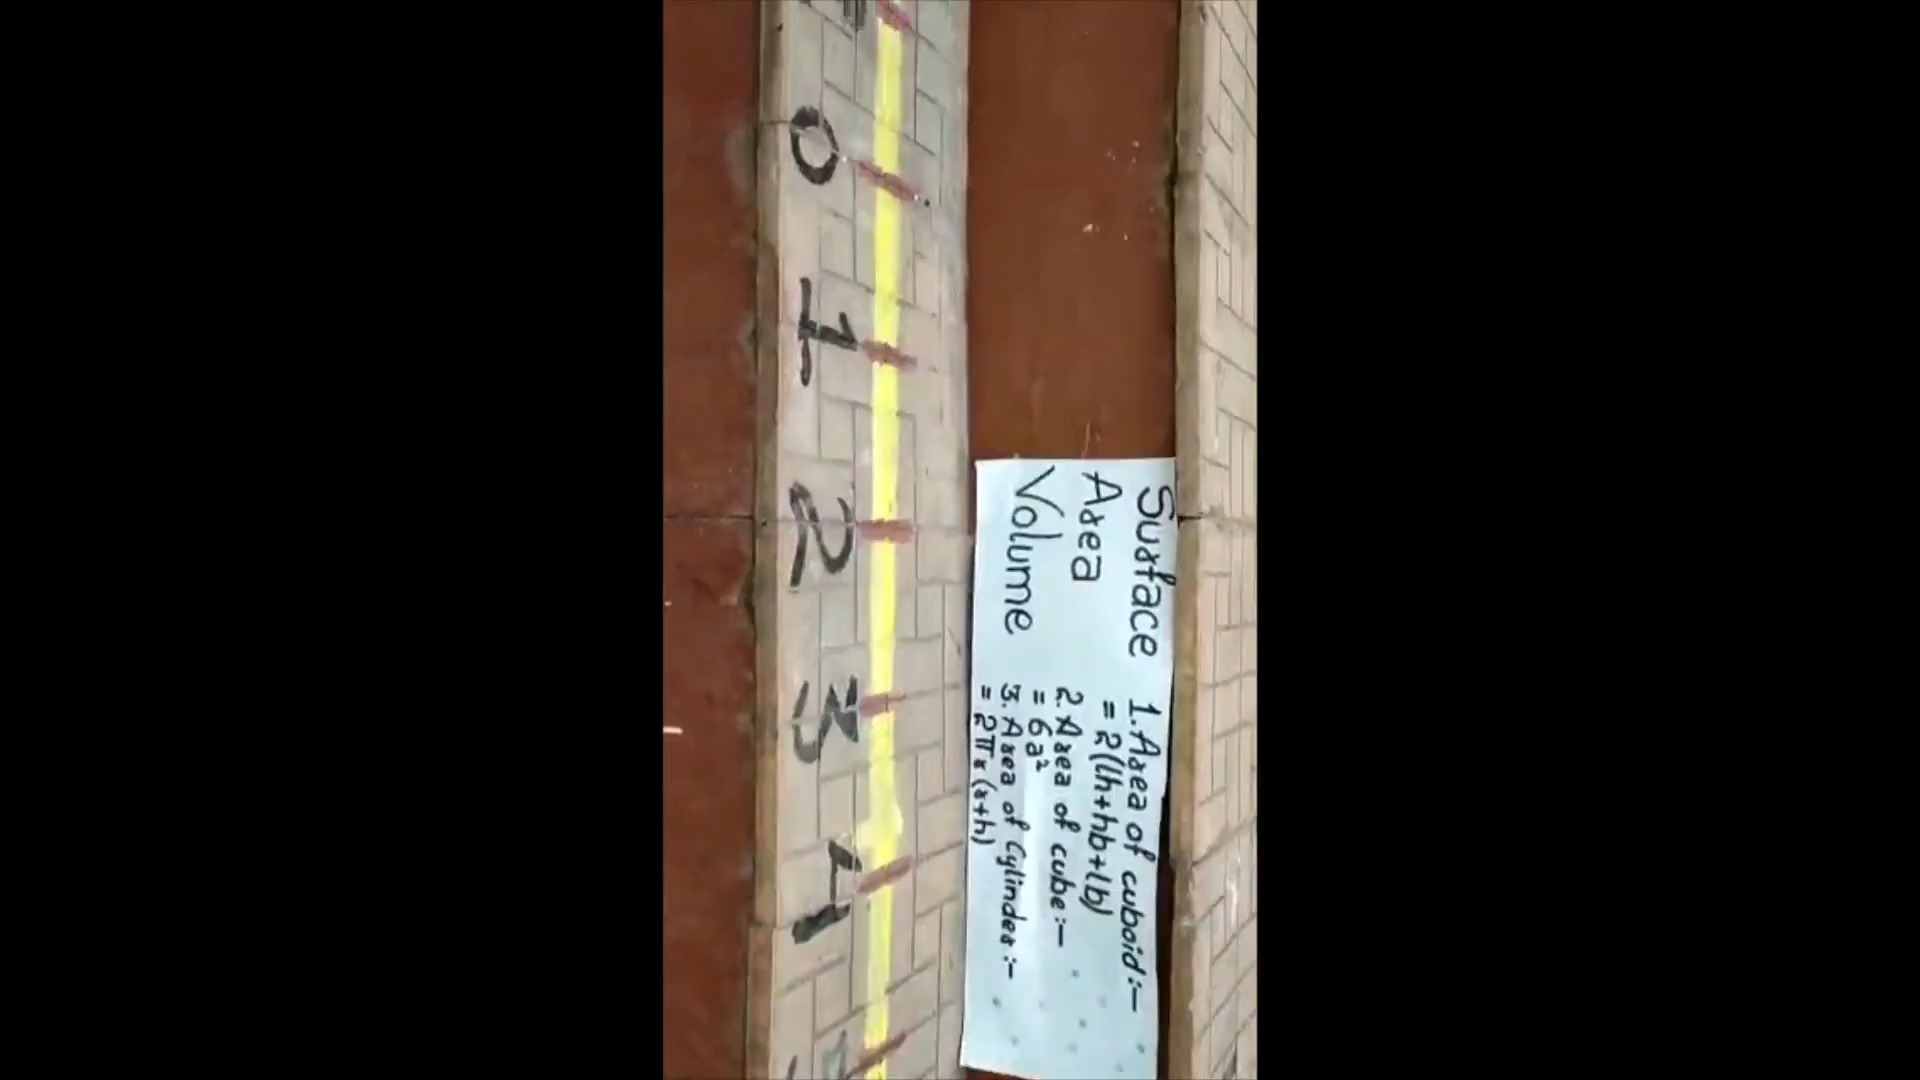 0 1 2 3 4
Surface
Area
Volume
1. Area of cuboid:-
= 2(lh+hb+lb)
2. Area of cube:-
= 6a²
3. Area of Cylinder:-
= 2πr(r+h)